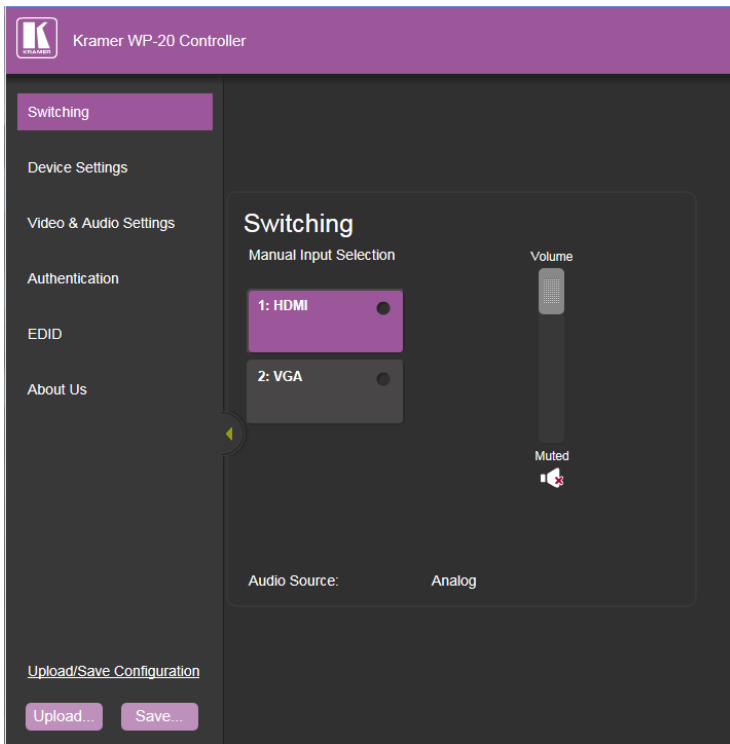 KRAMER
Kramer WP-20 Controller
Switching
Device Settings
Video & Audio Settings
Authentication
EDID
About Us
Upload/Save Configuration
Upload...
Save...
Switching
Manual Input Selection
1: HDMI
2: VGA
Volume
Muted
Audio Source: Analog